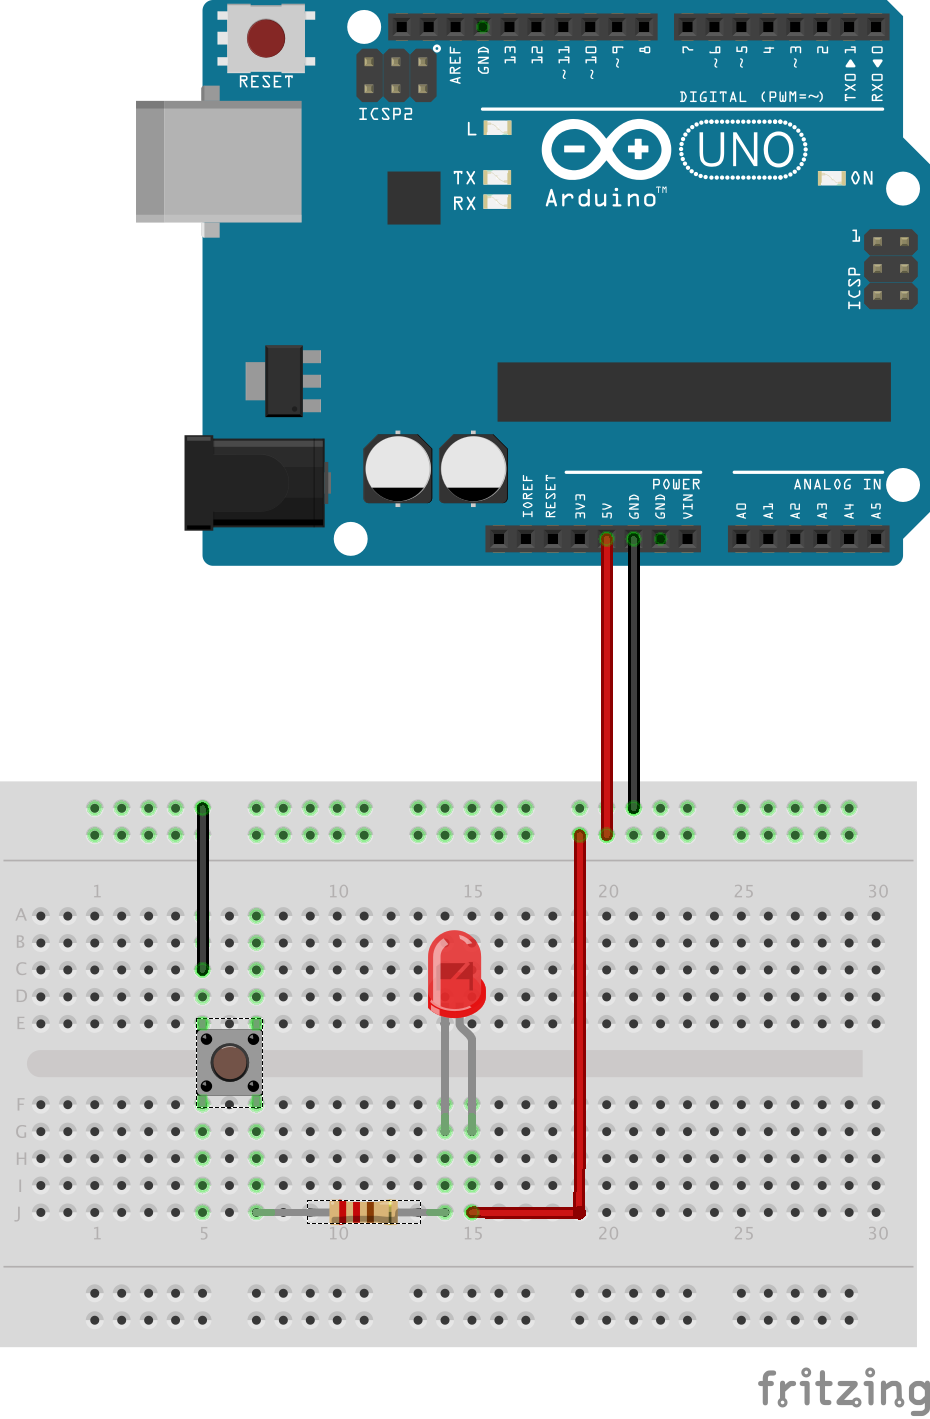 RESET
ICSP2
AREF
GND
13
12
~11
~10
~9
8
7
~6
~5
4
~3
2
TX0▶1
RX0◀0
DIGITAL (PWM=~)
L
TX
RX
Arduino™
UNO
ON
1
ICSP
IOREF
RESET
3V3
5V
GND
GND
VIN
POWER
A0
A1
A2
A3
A4
A5
ANALOG IN
1 10 15 20 25 30
A
B
C
D
E
F
G
H
I
J
1 5 10 15 20 25 30
fritzing